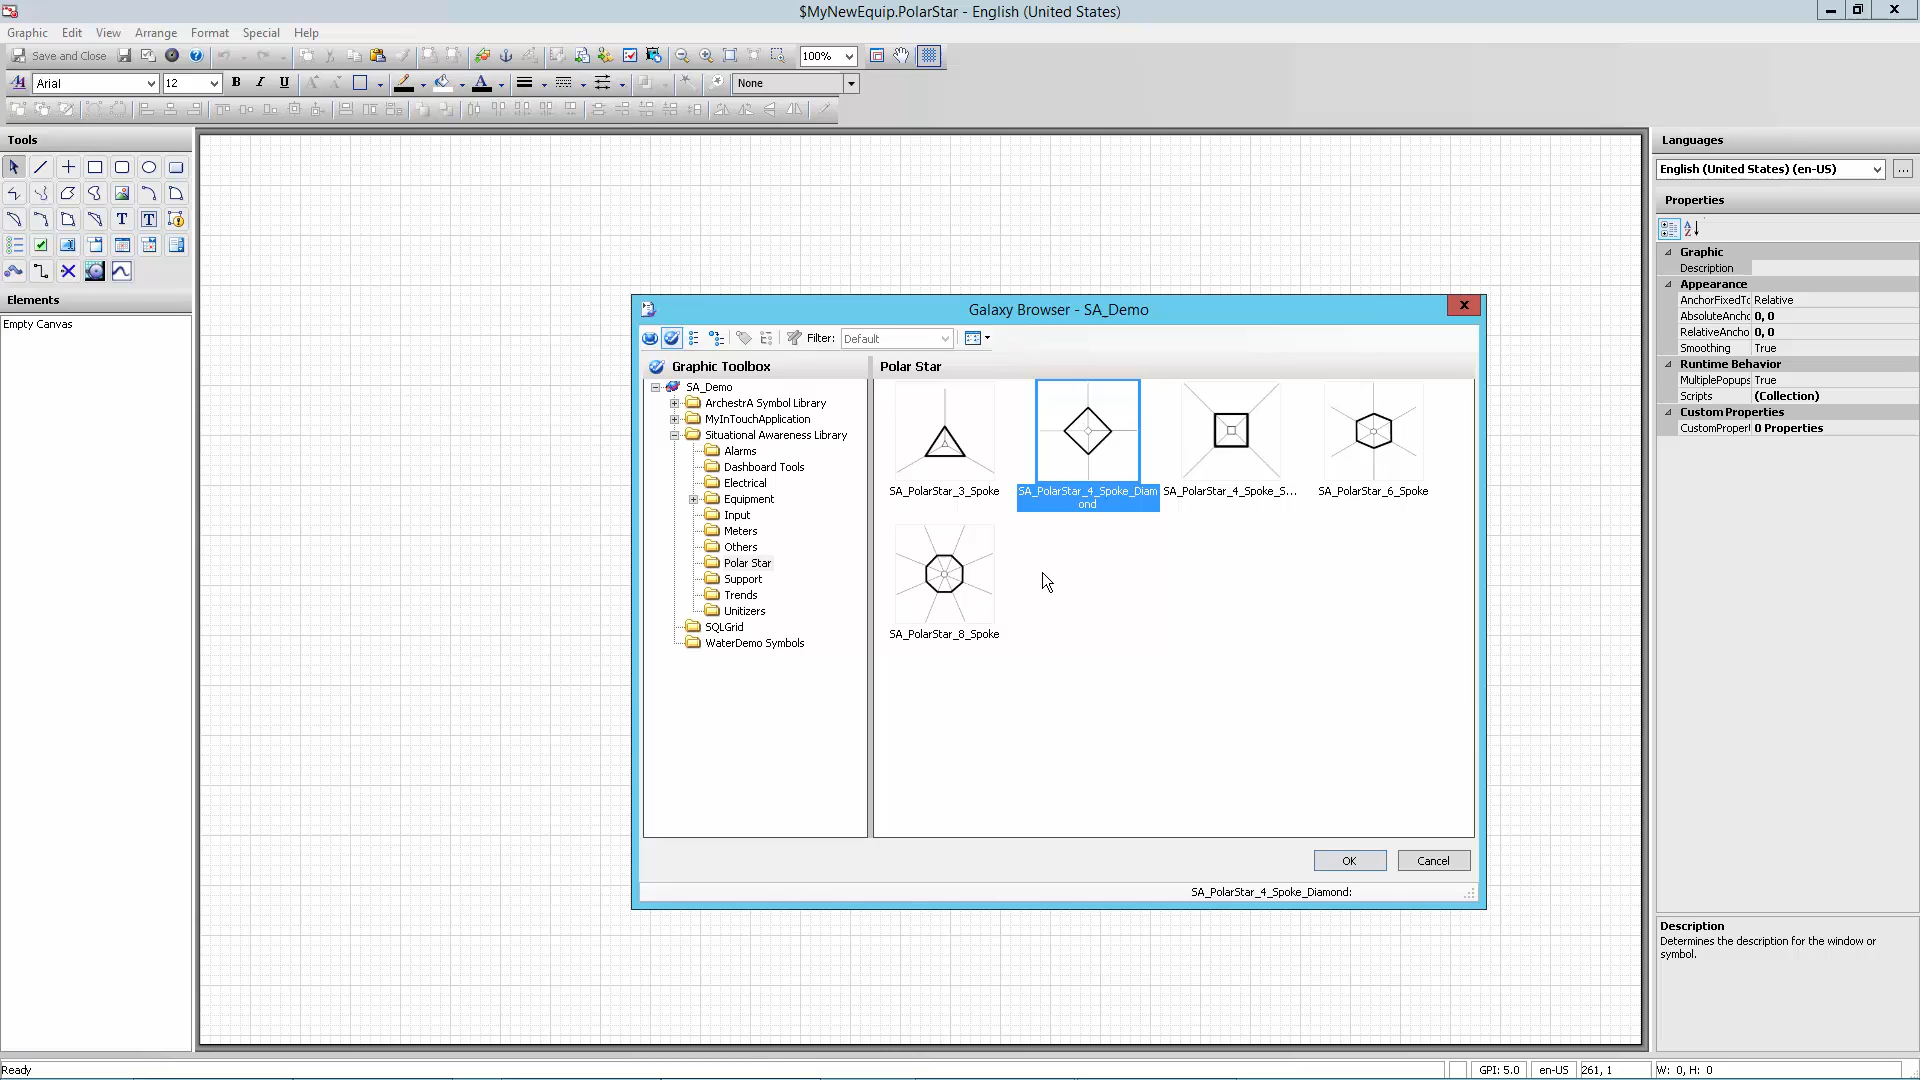 $MyNewEquip.PolarStar - English (United States)
Graphic Edit View Arrange Format Special Help
Save and Close 100%
Arial 12 B I U A None
Tools
Elements
Empty Canvas
Galaxy Browser - SA_Demo
Filter: Default
Graphic Toolbox
SA_Demo
ArchestrA Symbol Library
MyInTouchApplication
Situational Awareness Library
Alarms
Dashboard Tools
Electrical
Equipment
Input
Meters
Others
Polar Star
Support
Trends
Unitizers
SQLGrid
WaterDemo Symbols
Polar Star
SA_PolarStar_3_Spoke
SA_PolarStar_4_Spoke_Diam
ond
SA_PolarStar_4_Spoke_S...
SA_PolarStar_6_Spoke
SA_PolarStar_8_Spoke
OK Cancel
SA_PolarStar_4_Spoke_Diamond:
Languages
English (United States) (en-US) ...
Properties
Graphic
Description
Appearance
AnchorFixedTo Relative
AbsoluteAncho 0, 0
RelativeAncho 0, 0
Smoothing True
Runtime Behavior
MultiplePopups True
Scripts (Collection)
Custom Properties
CustomPropert 0 Properties
Description
Determines the description for the window or
symbol.
Ready GPI: 5.0 en-US 261, 1 W: 0, H: 0